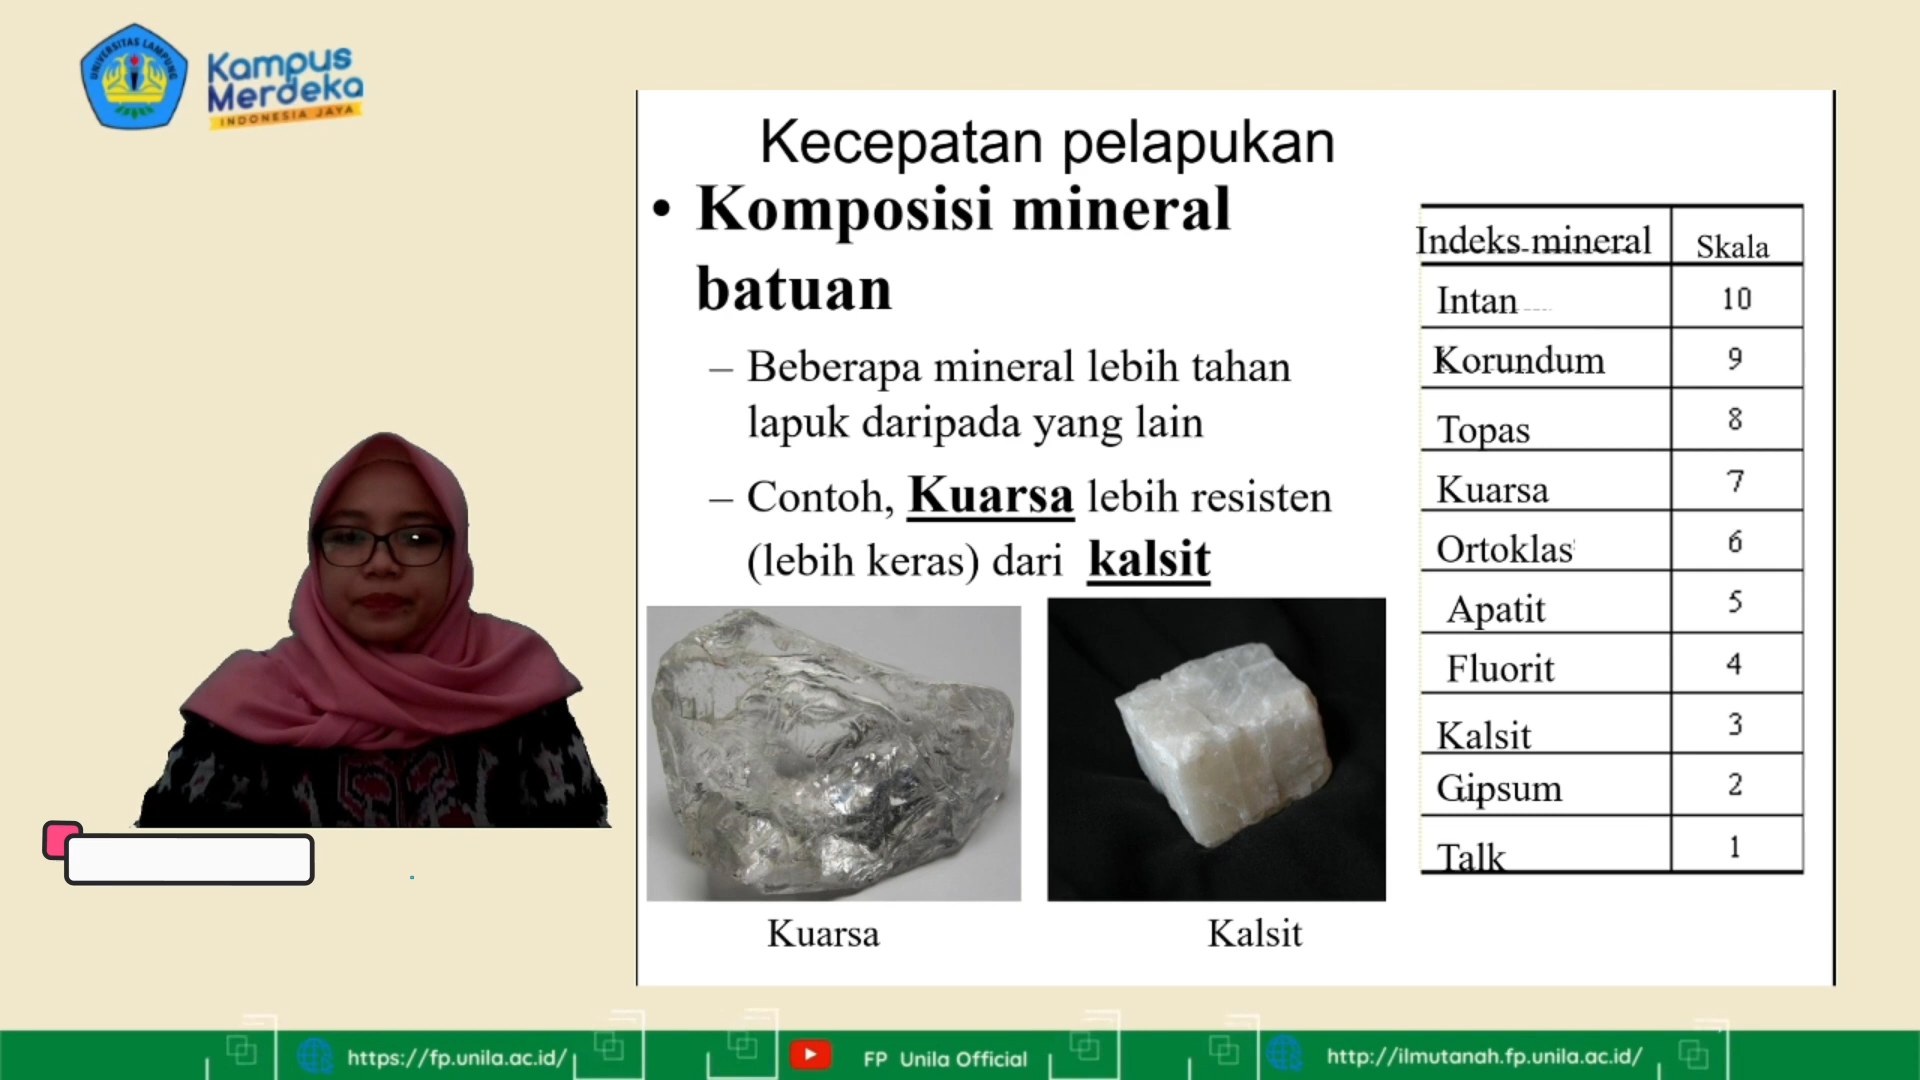 UNIVERSITAS LAMPUNG
Kampus
Merdeka
INDONESIA JAYA
Kecepatan pelapukan
• Komposisi mineral
batuan
– Beberapa mineral lebih tahan
lapuk daripada yang lain
– Contoh, Kuarsa lebih resisten
(lebih keras) dari kalsit
Kuarsa
Kalsit
Indeks mineral Skala
Intan 10
Korundum 9
Topas 8
Kuarsa 7
Ortoklas 6
Apatit 5
Fluorit 4
Kalsit 3
Gipsum 2
Talk 1
https://fp.unila.ac.id/
FP Unila Official
http://ilmutanah.fp.unila.ac.id/